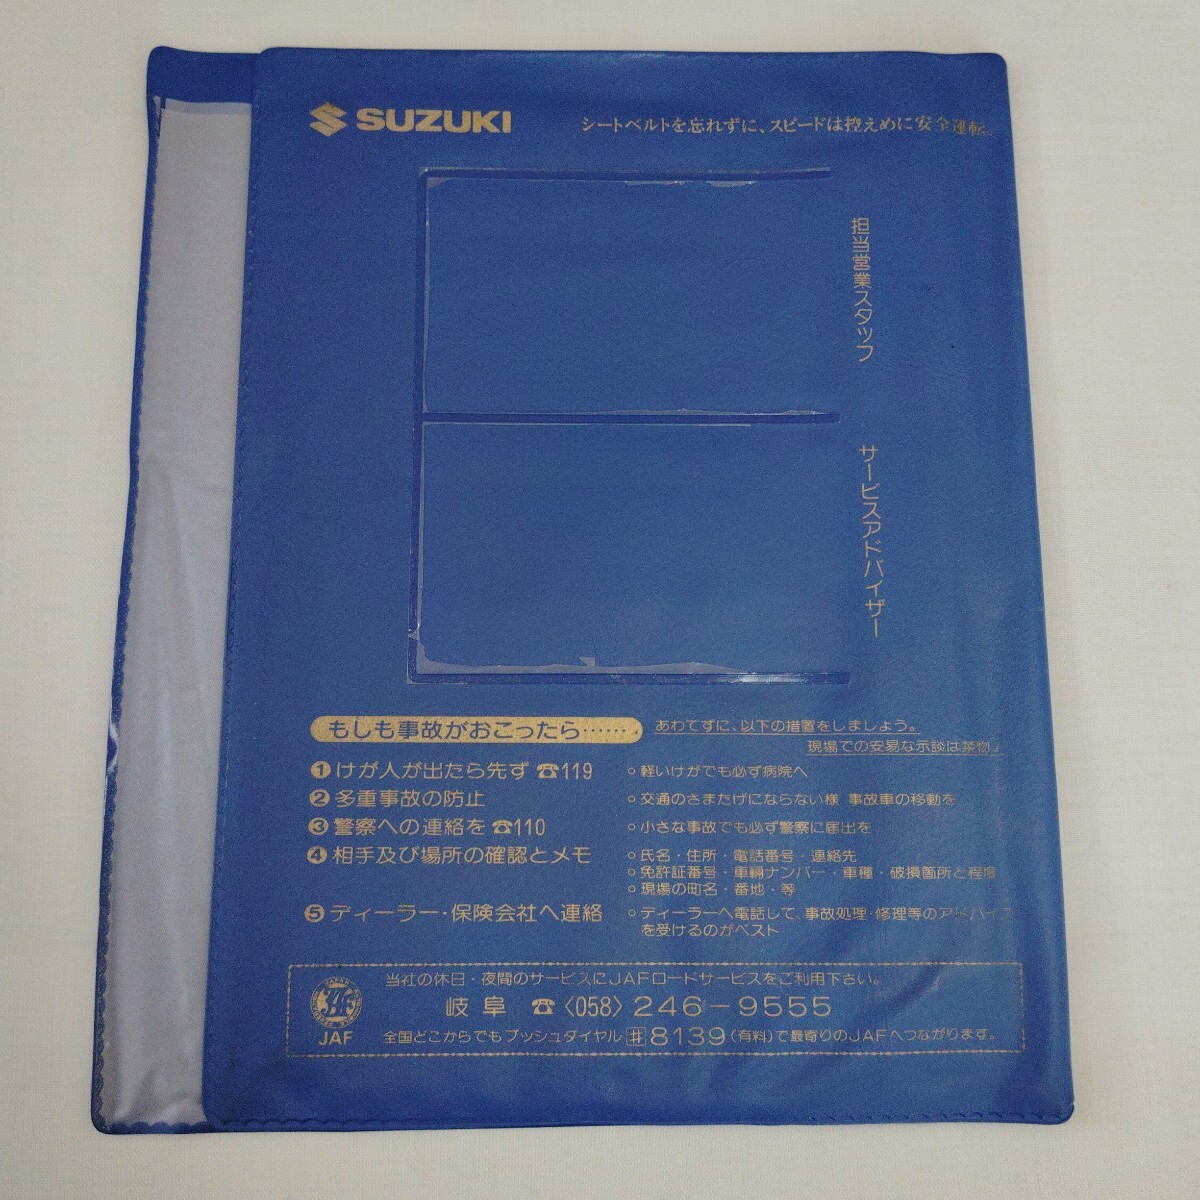 SUZUKI
シートベルトを忘れずに、スピードは控えめに安全運転。
担当営業スタッフ
サービスアドバイザー
もしも事故がおこったら……
あわてずに、以下の措置をしましょう。
現場での安易な示談は禁物。
❶けが人が出たら先ず ☎119
○軽いけがでも必ず病院へ
❷多重事故の防止
○交通のさまたげにならない様 事故車の移動を
❸警察への連絡を ☎110
○小さな事故でも必ず警察に届出を
❹相手及び場所の確認とメモ
○氏名・住所・電話番号・連絡先
○免許証番号・車輛ナンバー・車種・破損箇所と程度
○現場の町名・番地・等
❺ディーラー・保険会社へ連絡
○ディーラーへ電話して、事故処理・修理等のアドバイス
を受けるのがベスト
当社の休日・夜間のサービスにJAFロードサービスをご利用下さい。
岐阜 ☎〈058〉246-9555
JAF
全国どこからでもプッシュダイヤル#8139(有料)で最寄りのJAFへつながります。